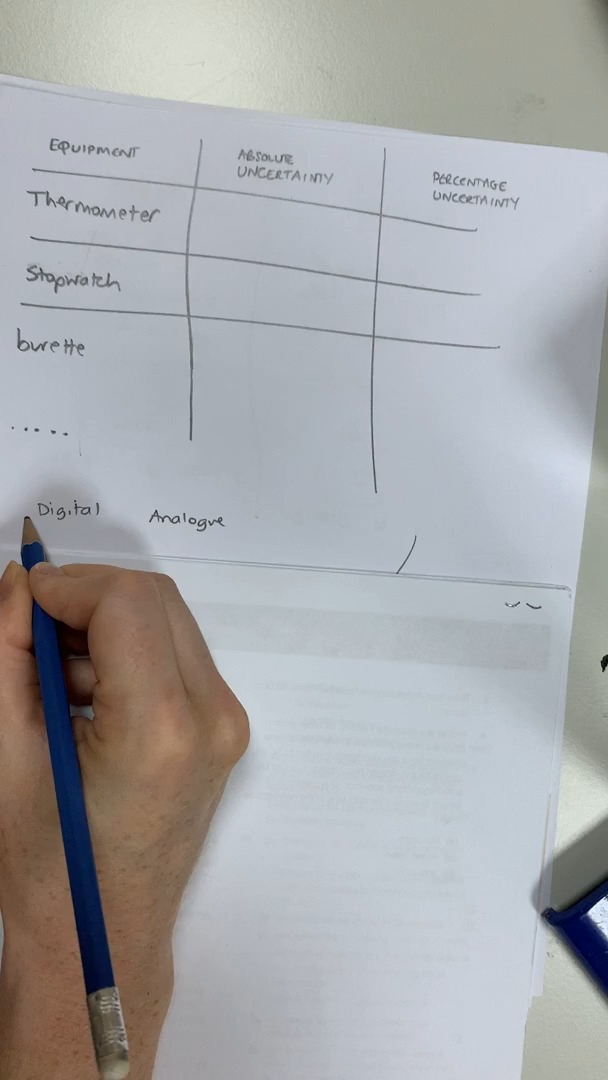 EQUIPMENT
ABSOLUTE
UNCERTAINTY
PERCENTAGE
UNCERTAINTY
Thermometer
Stopwatch
burette
.....
Digital
Analogue